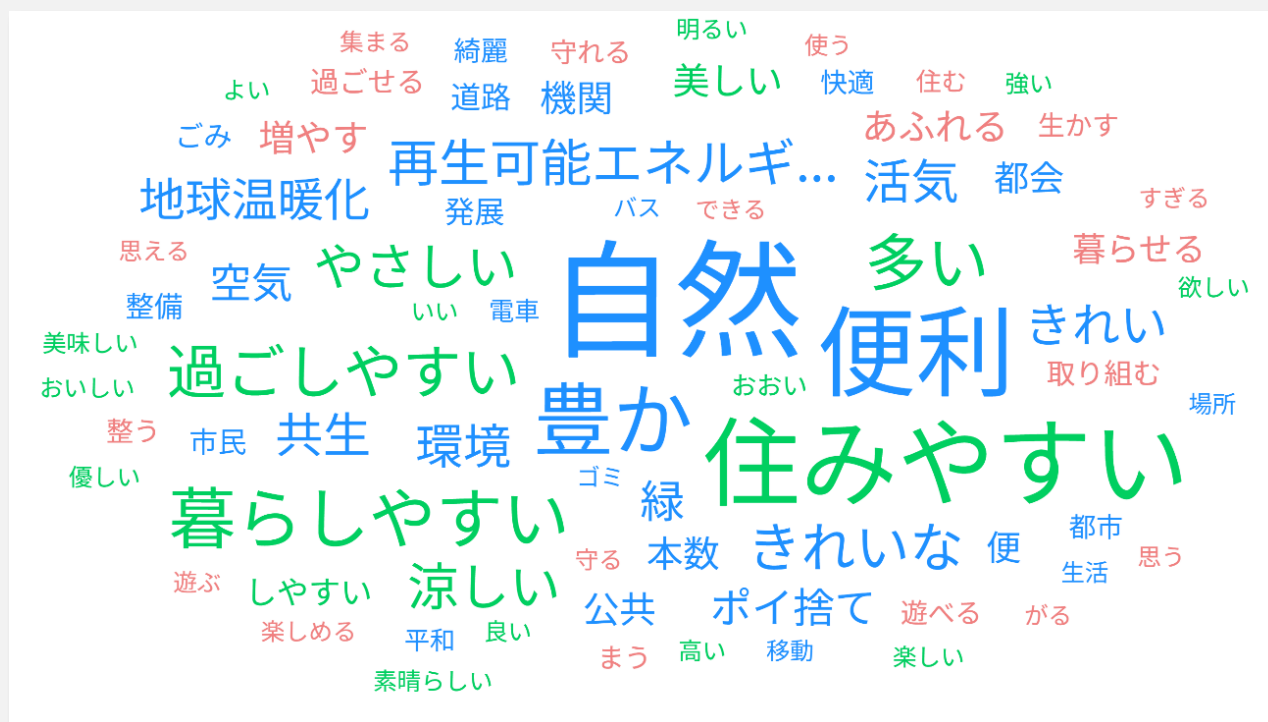 明るい
集まる
綺麗
守れる
使う
よい
過ごせる
道路
機関
美しい
快適
住む
強い
ごみ
増やす
あふれる
生かす
再生可能エネルギ...
地球温暖化
活気
都会
発展
バス
できる
すぎる
思える
空気
やさしい
自然
多い
暮らせる
欲しい
整備
いい
電車
便利
きれい
美味しい
おいしい
過ごしやすい
おおい
取り組む
場所
整う
市民
共生
環境
豊か
住みやすい
優しい
ゴミ
緑
暮らしやすい
本数
きれいな
便
都市
守る
思う
遊ぶ
しやすい
涼しい
生活
公共
ポイ捨て
遊べる
がる
楽しめる
平和
良い
まう
高い
移動
楽しい
素晴らしい